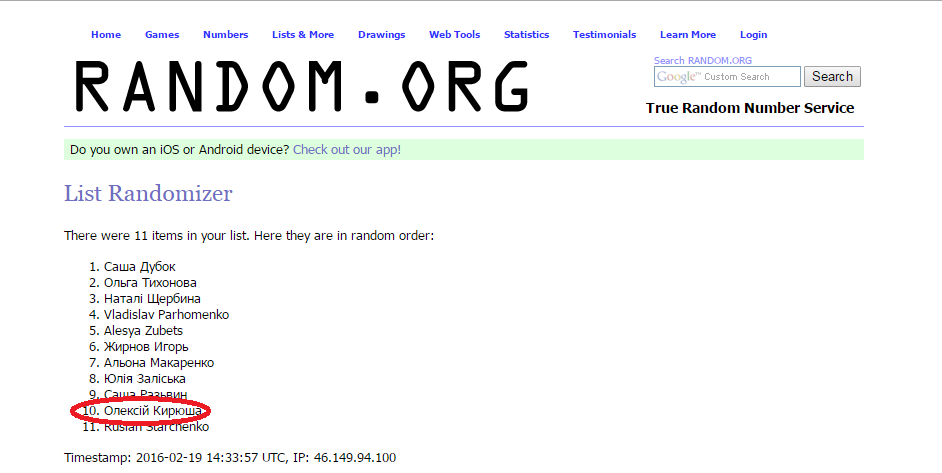 Home Games Numbers Lists & More Drawings Web Tools Statistics Testimonials Learn More Login
RANDOM.ORG
Search RANDOM.ORG
Google™ Custom Search Search
True Random Number Service
Do you own an iOS or Android device? Check out our app!
List Randomizer
There were 11 items in your list. Here they are in random order:
1. Саша Дубок
2. Ольга Тихонова
3. Наталі Щербина
4. Vladislav Parhomenko
5. Alesya Zubets
6. Жирнов Игорь
7. Альона Макаренко
8. Юлія Заліська
9. Саша Разьвин
10. Олексій Кирюша
11. Ruslan Starchenko
Timestamp: 2016-02-19 14:33:57 UTC, IP: 46.149.94.100